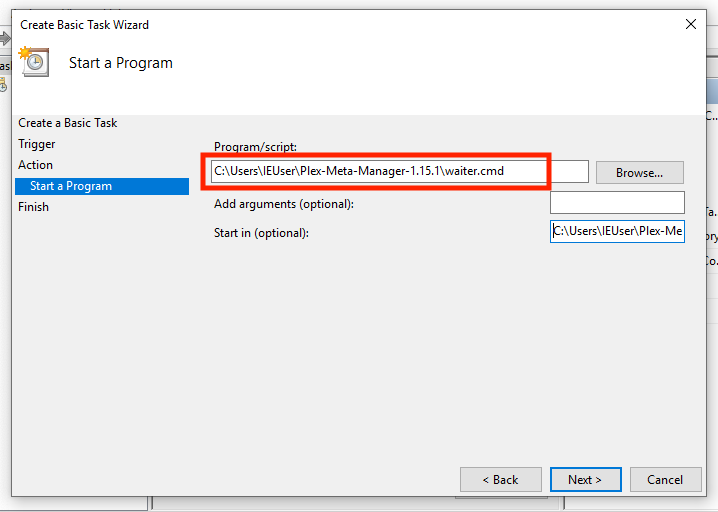 Create Basic Task Wizard
Start a Program
Create a Basic Task
Trigger
Action
Start a Program
Finish
Program/script:
C:\Users\IEUser\Plex-Meta-Manager-1.15.1\waiter.cmd
Browse...
Add arguments (optional):
Start in (optional):
C:\Users\IEUser\Plex-Me
< Back
Next >
Cancel